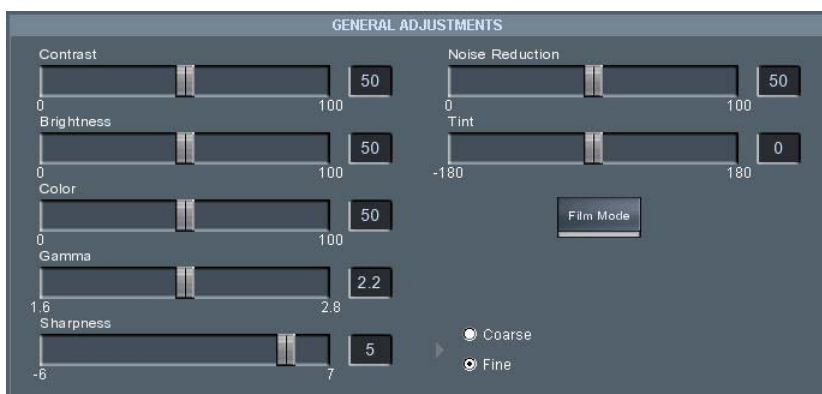 GENERAL ADJUSTMENTS
Contrast
50
0 100
Brightness
50
0 100
Color
50
0 100
Gamma
2.2
1.6 2.8
Sharpness
5
-6 7
Noise Reduction
50
0 100
Tint
0
-180 180
Film Mode
Coarse
Fine